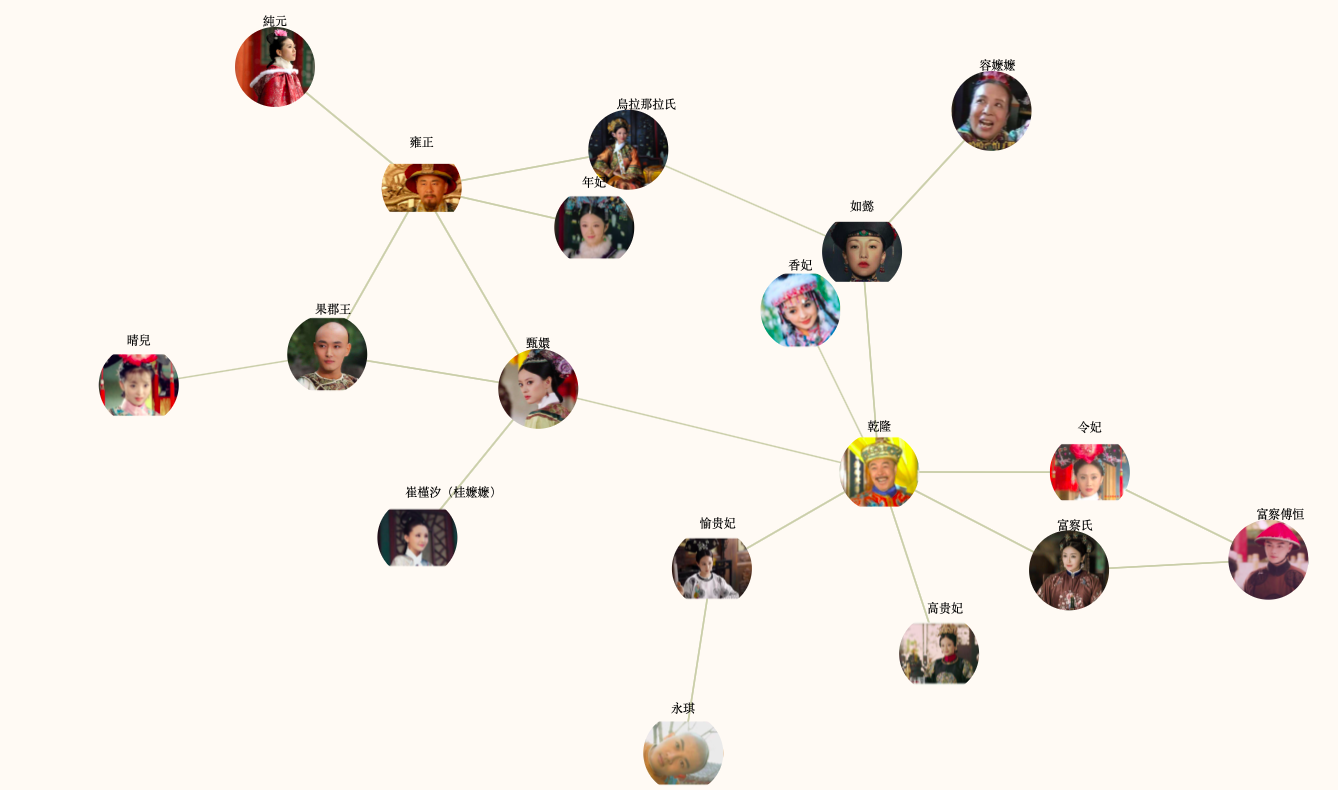 純元
容嬤嬤
烏拉那拉氏
雍正
年妃
如懿
香妃
果郡王
晴兒
甄嬛
乾隆
令妃
崔槿汐（桂嬤嬤）
富察傅恒
愉贵妃
富察氏
高贵妃
永琪